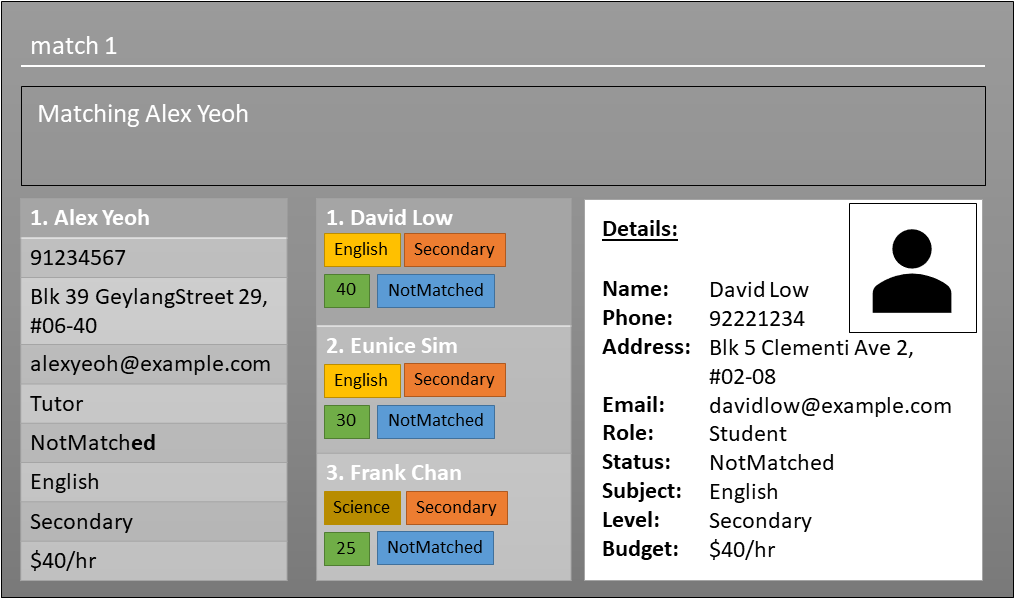 match 1
Matching Alex Yeoh
1. Alex Yeoh
91234567
Blk 39 GeylangStreet 29,
#06-40
alexyeoh@example.com
Tutor
NotMatched
English
Secondary
$40/hr
1. David Low
English Secondary
40 NotMatched
2. Eunice Sim
English Secondary
30 NotMatched
3. Frank Chan
Science Secondary
25 NotMatched
Details:
Name: David Low
Phone: 92221234
Address: Blk 5 Clementi Ave 2,
#02-08
Email: davidlow@example.com
Role: Student
Status: NotMatched
Subject: English
Level: Secondary
Budget: $40/hr